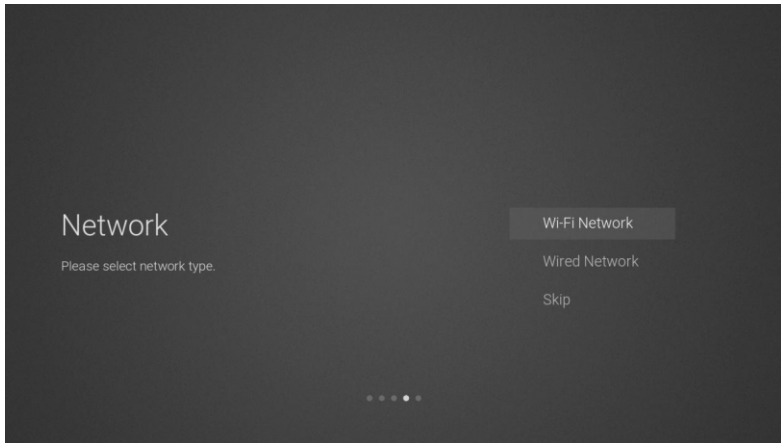 Network
Please select network type.
Wi-Fi Network
Wired Network
Skip